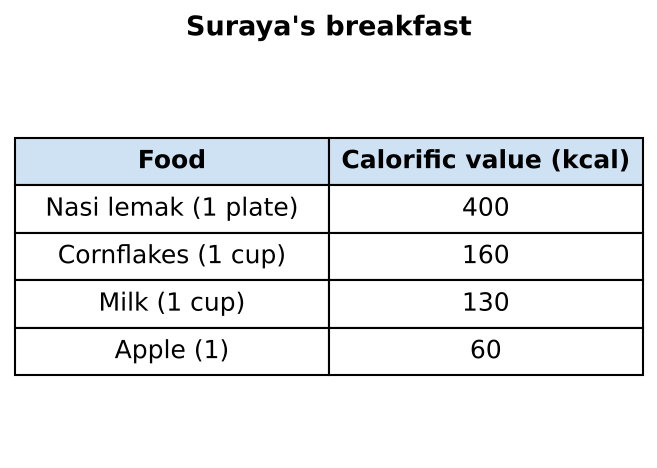 Suraya's breakfast
Food Calorific value (kcal)
Nasi lemak (1 plate) 400
Cornflakes (1 cup) 160
Milk (1 cup) 130
Apple (1) 60